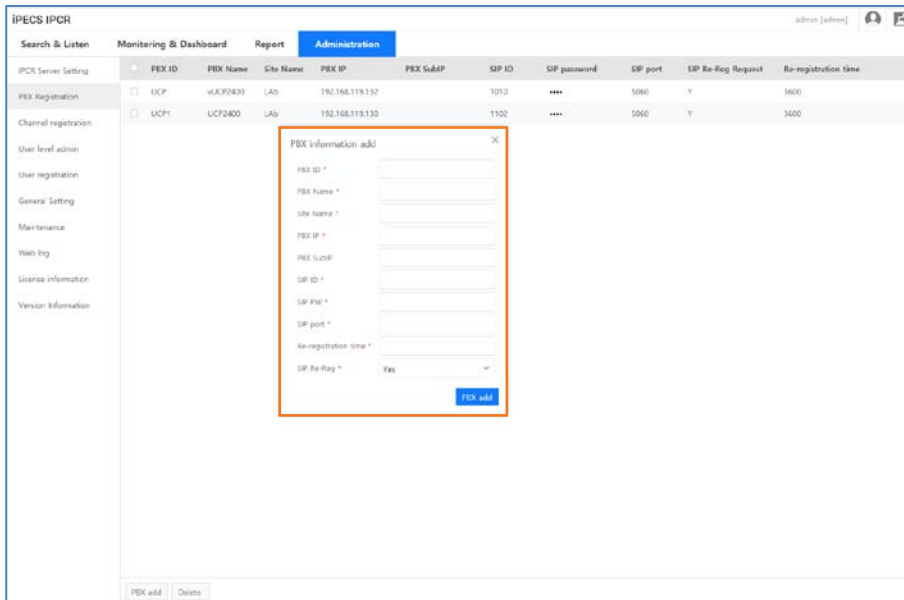 iPECS IPCR
admin [admin]
Search & Listen Monitoring & Dashboard Report Administration
IPCR Server Setting
PBX Registration
Channel registration
User level admin
User registration
General Setting
Maintenance
Web log
License information
Version Information
PBX ID PBX Name Site Name PBX IP PBX SubIP SIP ID SIP password SIP port SIP Re-Reg Request Re-registration time
UCP vUCP2400 LAb 192.168.119.132 1010 •••• 5060 Y 3600
UCP1 UCP2400 LAb 192.168.119.130 1102 •••• 5060 Y 3600
PBX information add ×
PBX ID *
PBX Name *
Site Name *
PBX IP *
PBX SubIP
SIP ID *
SIP PW *
SIP port *
Re-registration time *
SIP Re-Reg * Yes
PBX add
PBX add Delete